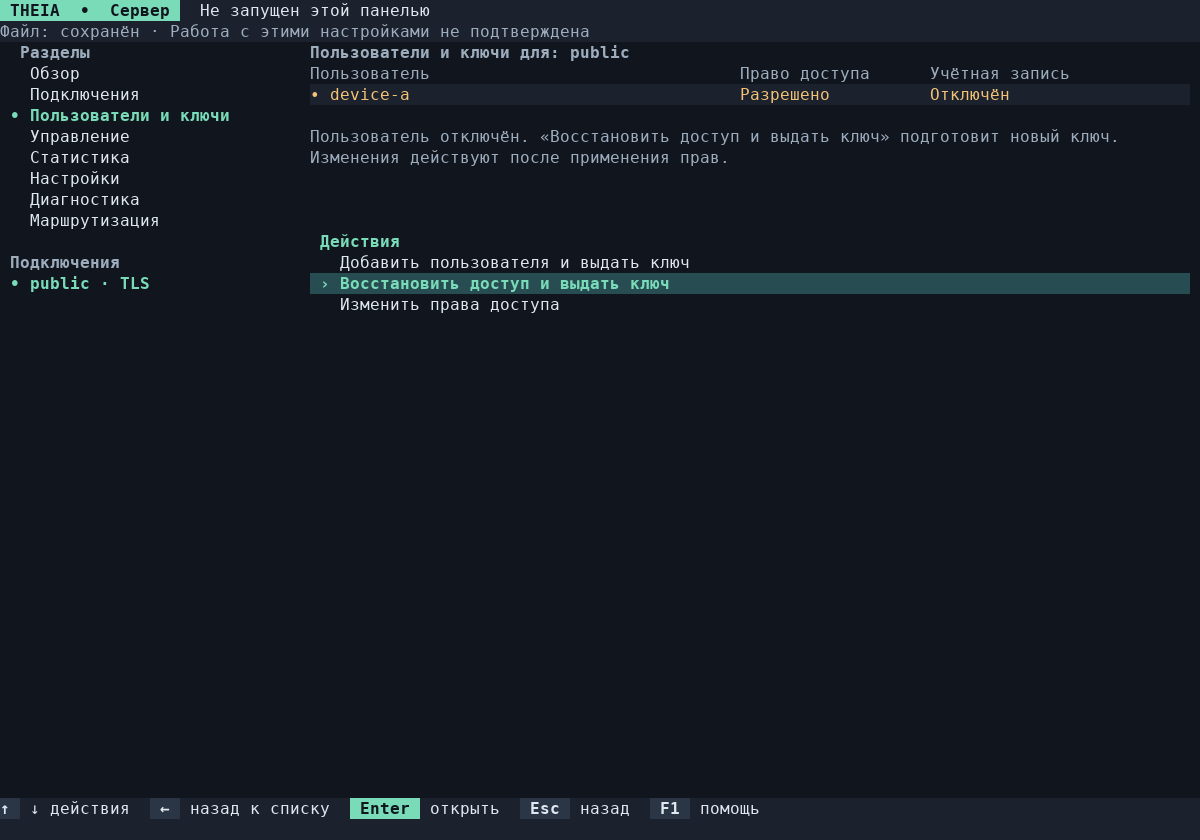 THEIA • Сервер Не запущен этой панелью
Файл: сохранён · Работа с этими настройками не подтверждена
Разделы
Обзор
Подключения
• Пользователи и ключи
Управление
Статистика
Настройки
Диагностика
Маршрутизация
Подключения
• public · TLS
Пользователи и ключи для: public
Пользователь Право доступа Учётная запись
• device-a Разрешено Отключён
Пользователь отключён. «Восстановить доступ и выдать ключ» подготовит новый ключ.
Изменения действуют после применения прав.
Действия
Добавить пользователя и выдать ключ
› Восстановить доступ и выдать ключ
Изменить права доступа
↑ ↓ действия ← назад к списку Enter открыть Esc назад F1 помощь